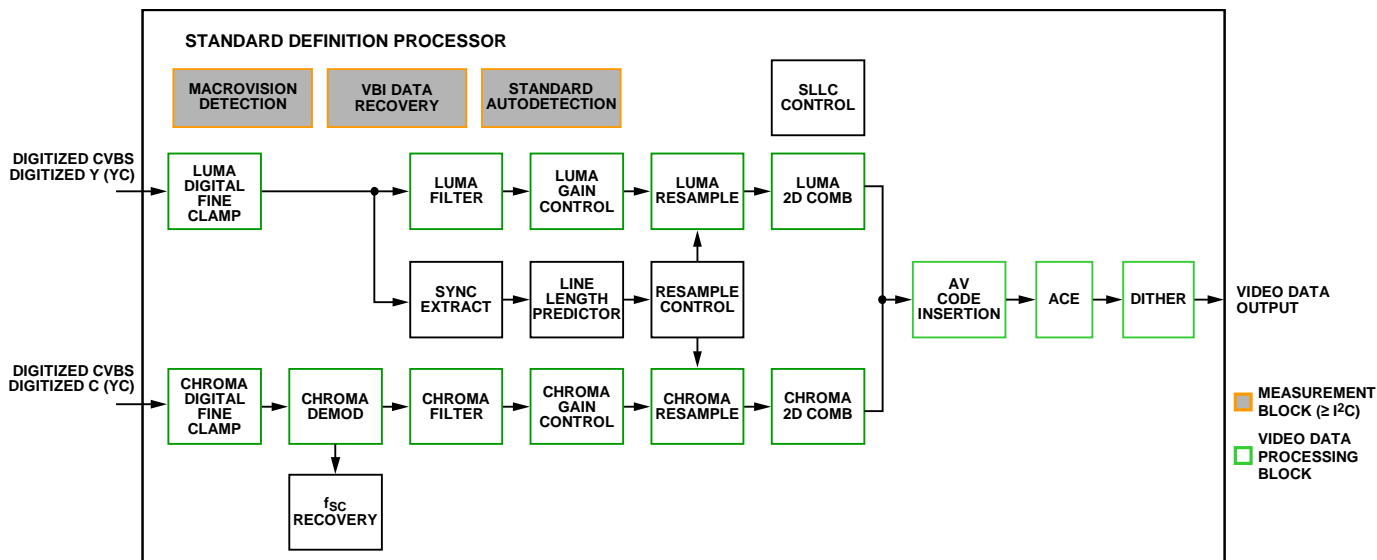 STANDARD DEFINITION PROCESSOR
MACROVISION
DETECTION
VBI DATA
RECOVERY
STANDARD
AUTODETECTION
SLLC
CONTROL
DIGITIZED CVBS
DIGITIZED Y (YC)
LUMA
DIGITAL
FINE
CLAMP
LUMA
FILTER
LUMA
GAIN
CONTROL
LUMA
RESAMPLE
LUMA
2D COMB
SYNC
EXTRACT
LINE
LENGTH
PREDICTOR
RESAMPLE
CONTROL
AV
CODE
INSERTION
ACE
DITHER
VIDEO DATA
OUTPUT
DIGITIZED CVBS
DIGITIZED C (YC)
CHROMA
DIGITAL
FINE
CLAMP
CHROMA
DEMOD
CHROMA
FILTER
CHROMA
GAIN
CONTROL
CHROMA
RESAMPLE
CHROMA
2D COMB
fSC
RECOVERY
MEASUREMENT
BLOCK (≥ I²C)
VIDEO DATA
PROCESSING
BLOCK